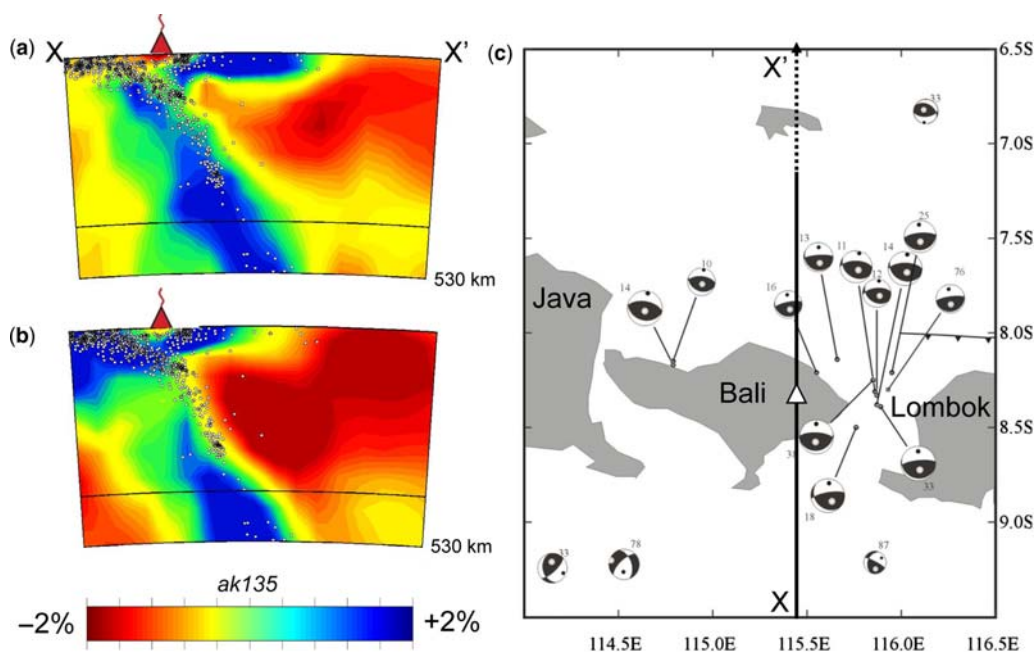 (a)
X
X'
530 km
(b)
530 km
ak135
–2%
+2%
(c)
X'
33
6.5S
7.0S
7.5S
8.0S
8.5S
9.0S
25
13
11
14
12
76
10
14
16
Java
Bali
Lombok
33
18
33
78
87
X
114.5E
115.0E
115.5E
116.0E
116.5E